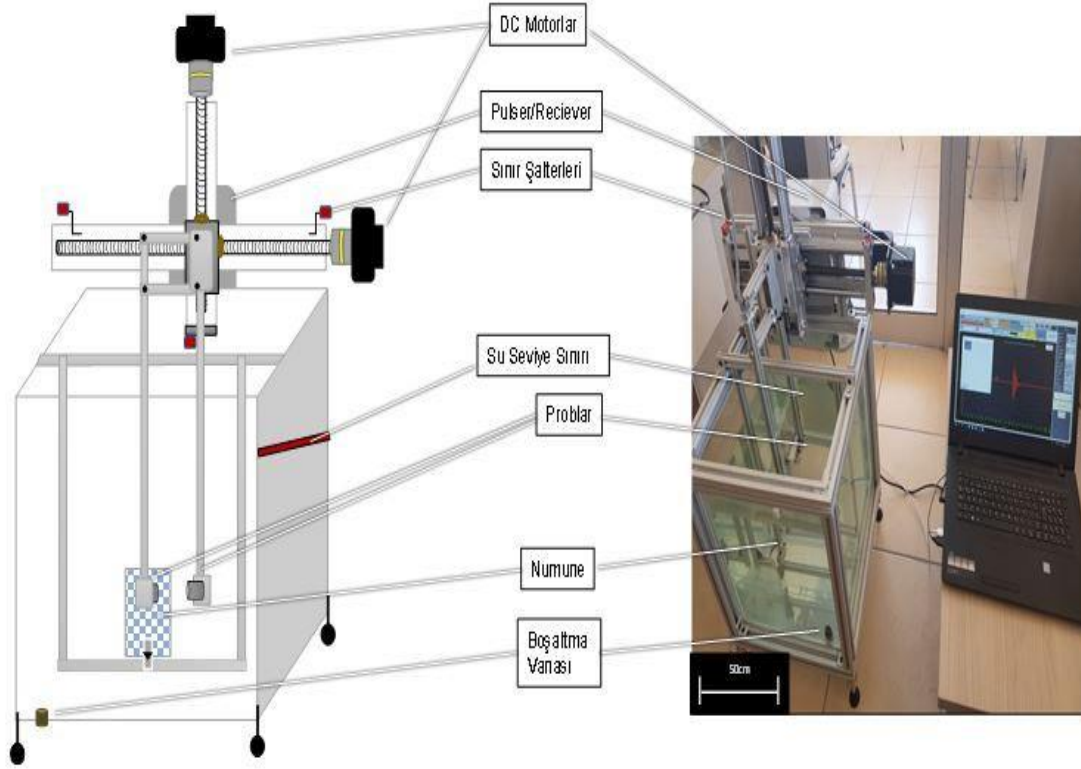 DC Motorlar
Pulser/Reciever
Sınır Şalterleri
Su Seviye Sınırı
Problar
Numune
Boşaltma
Vanası
50cm